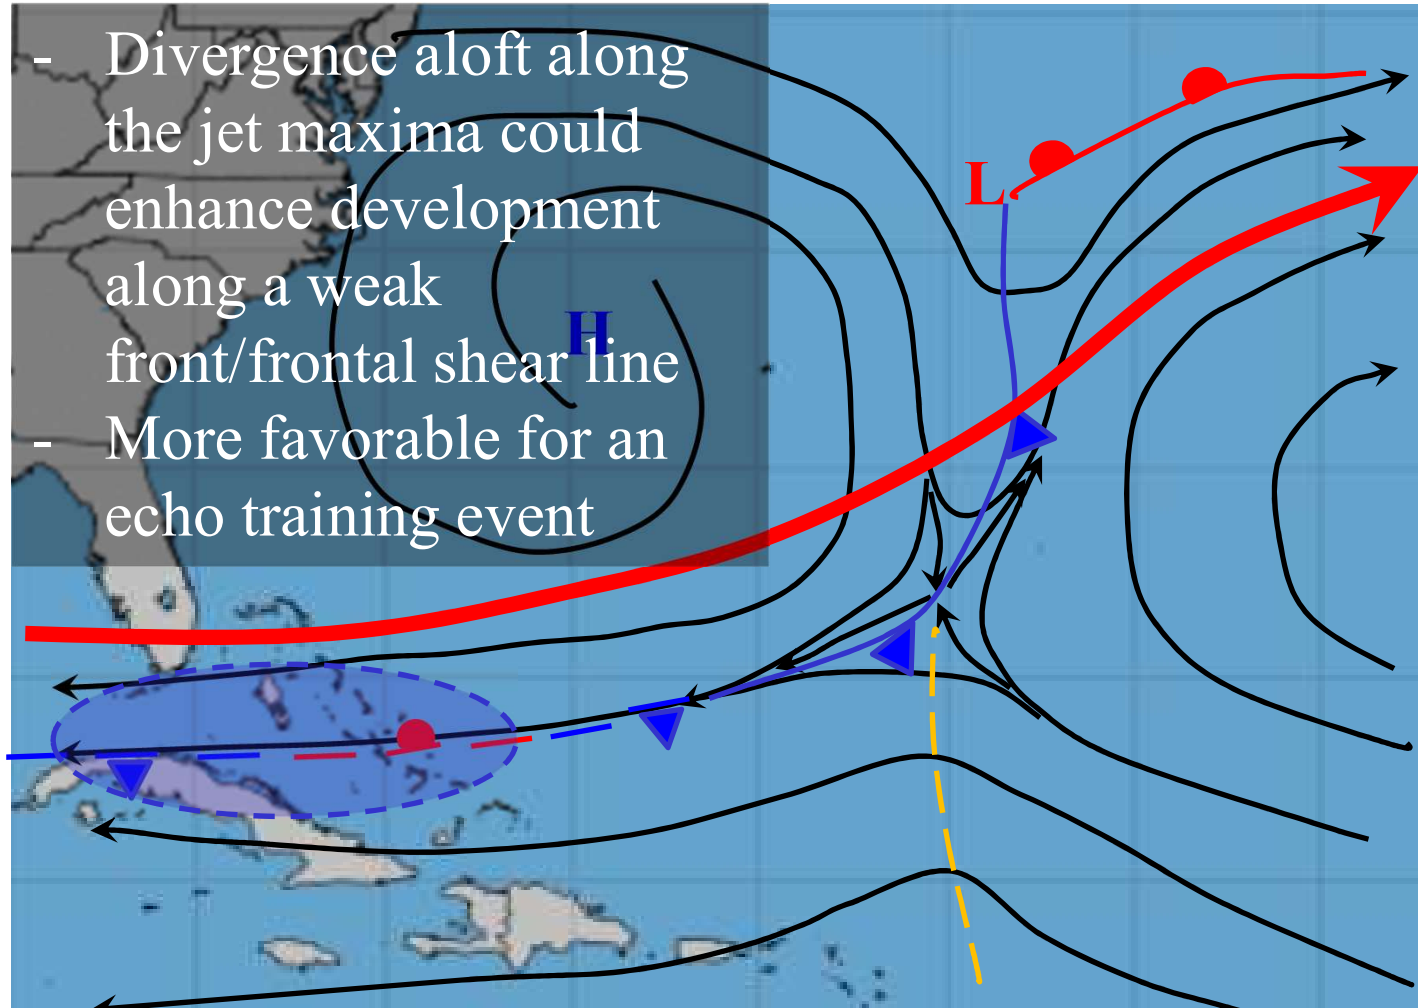 - Divergence aloft along
the jet maxima could
enhance development
along a weak
front/frontal shear line
- More favorable for an
echo training event
H
L